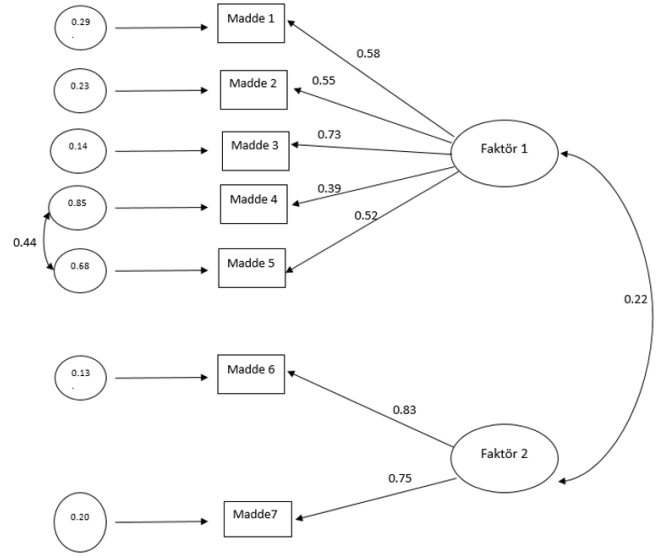 0.29
.
Madde 1
0.58
0.23
Madde 2
0.55
0.14
Madde 3
0.73
Faktör 1
0.85
Madde 4
0.39
0.52
0.44
0.68
Madde 5
0.22
0.13
.
Madde 6
0.83
Faktör 2
0.75
0.20
Madde7